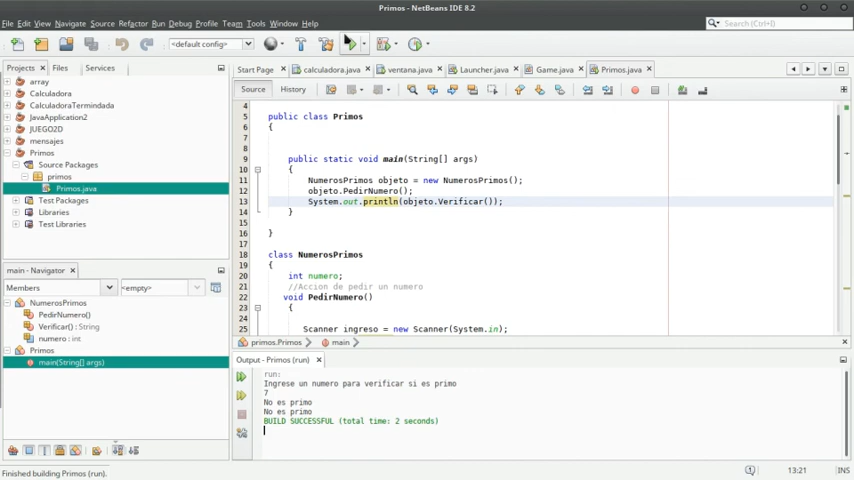 Primos - NetBeans IDE 8.2
File Edit View Navigate Source Refactor Run Debug Profile Team Tools Window Help
Search (Ctrl+I)
<default config>
Projects Files Services
array
Calculadora
CalculadoraTermindada
JavaApplication2
JUEGO2D
mensajes
Primos
Source Packages
primos
Primos.java
Test Packages
Libraries
Test Libraries
main - Navigator
Members <empty>
NumerosPrimos
PedirNumero()
Verificar() : String
numero : int
Primos
main(String[] args)
Start Page calculadora.java ventana.java Launcher.java Game.java Primos.java
Source History
4
5 public class Primos
6 {
7
8
9 public static void main(String[] args)
10 {
11 NumerosPrimos objeto = new NumerosPrimos();
12 objeto.PedirNumero();
13 System.out.println(objeto.Verificar());
14 }
15
16 }
17
18 class NumerosPrimos
19 {
20 int numero;
21 //Accion de pedir un numero
22 void PedirNumero()
23 {
24
25 Scanner ingreso = new Scanner(System.in);
primos.Primos main
Output - Primos (run)
run:
Ingrese un numero para verificar si es primo
7
No es primo
No es primo
BUILD SUCCESSFUL (total time: 2 seconds)
Finished building Primos (run).
13:21 INS